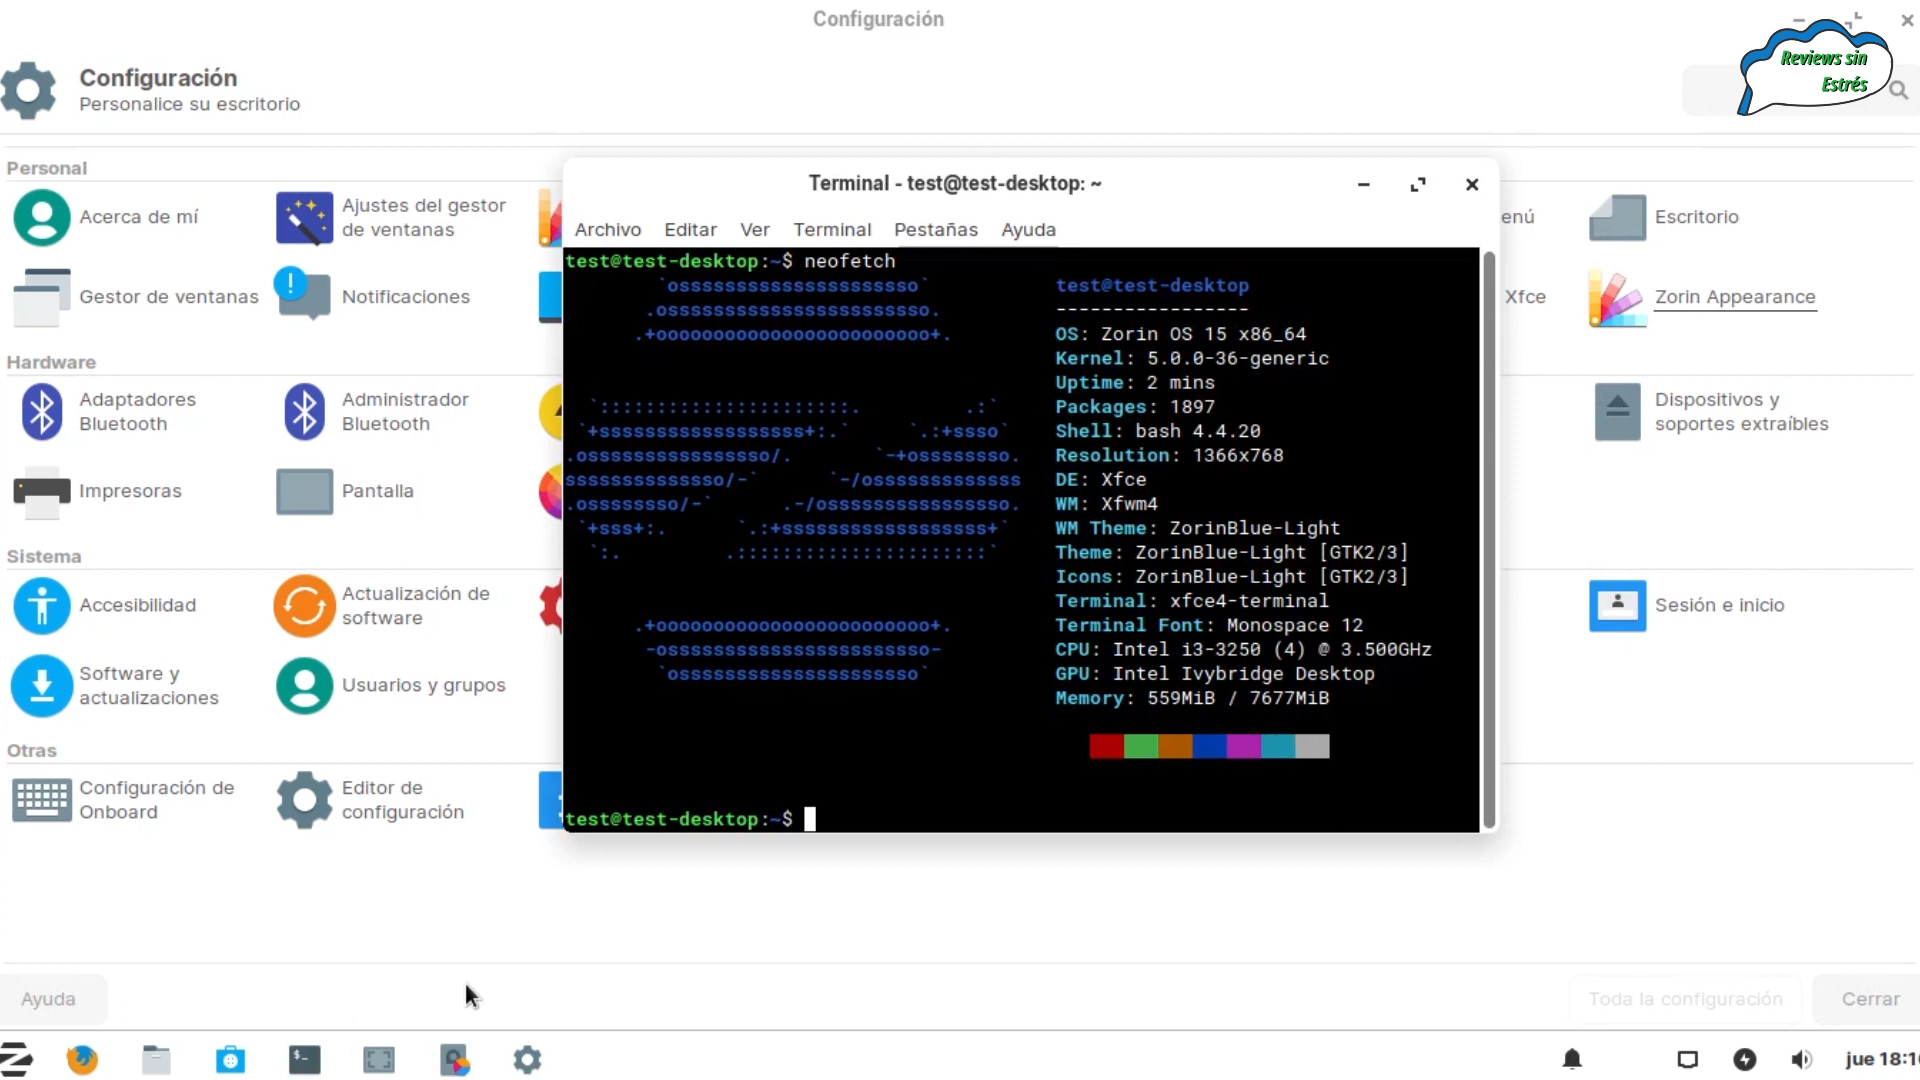 Configuración
Reviews sin
Estrés
Configuración
Personalice su escritorio
Personal
Acerca de mí
Ajustes del gestor
de ventanas
enú
Escritorio
Gestor de ventanas
Notificaciones
Xfce
Zorin Appearance
Hardware
Adaptadores
Bluetooth
Administrador
Bluetooth
Dispositivos y
soportes extraíbles
Impresoras
Pantalla
Sistema
Accesibilidad
Actualización de
software
Sesión e inicio
Software y
actualizaciones
Usuarios y grupos
Otras
Configuración de
Onboard
Editor de
configuración
Terminal - test@test-desktop: ~
Archivo Editar Ver Terminal Pestañas Ayuda
test@test-desktop:~$ neofetch
test@test-desktop
-----------------
OS: Zorin OS 15 x86_64
Kernel: 5.0.0-36-generic
Uptime: 2 mins
Packages: 1897
Shell: bash 4.4.20
Resolution: 1366x768
DE: Xfce
WM: Xfwm4
WM Theme: ZorinBlue-Light
Theme: ZorinBlue-Light [GTK2/3]
Icons: ZorinBlue-Light [GTK2/3]
Terminal: xfce4-terminal
Terminal Font: Monospace 12
CPU: Intel i3-3250 (4) @ 3.500GHz
GPU: Intel Ivybridge Desktop
Memory: 559MiB / 7677MiB
test@test-desktop:~$
Ayuda
Toda la configuración
Cerrar
jue 18:1